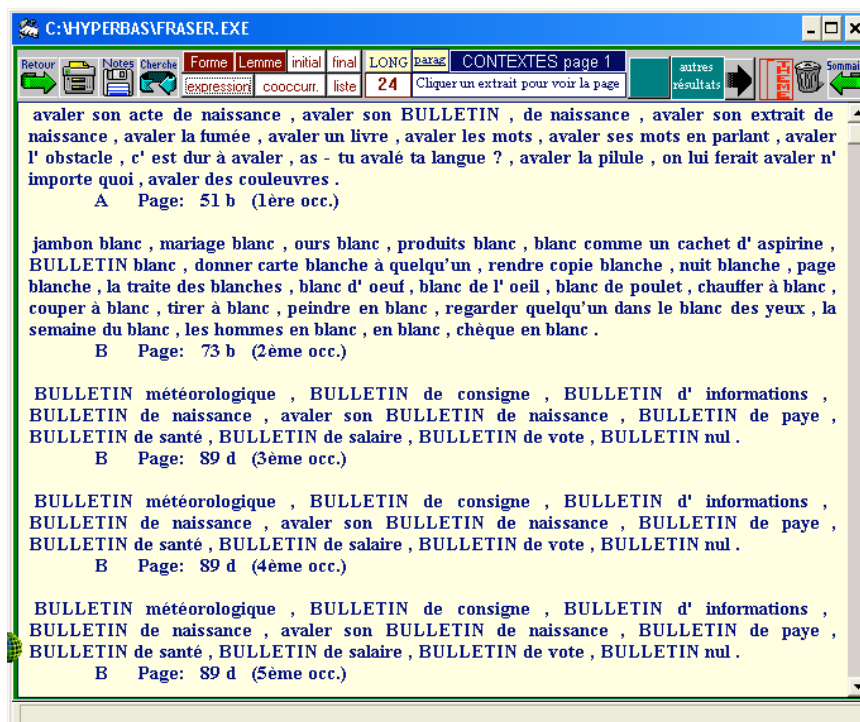 C:\HYPERBAS\FRASER.EXE
Retour Notes Cherche Forme Lemme initial final LONG parag CONTEXTES page 1 autres résultats THEME
expression cooccurr. liste 24 Cliquer un extrait pour voir la page
avaler son acte de naissance , avaler son BULLETIN , de naissance , avaler son extrait de
naissance , avaler la fumée , avaler un livre , avaler les mots , avaler ses mots en parlant , avaler
l' obstacle , c' est dur à avaler , as - tu avalé ta langue ? , avaler la pilule , on lui ferait avaler n'
importe quoi , avaler des couleuvres .
A Page: 51 b (1ère occ.)
jambon blanc , mariage blanc , ours blanc , produits blanc , blanc comme un cachet d' aspirine ,
BULLETIN blanc , donner carte blanche à quelqu'un , rendre copie blanche , nuit blanche , page
blanche , la traite des blanches , blanc d' oeuf , blanc de l' oeil , blanc de poulet , chauffer à blanc ,
couper à blanc , tirer à blanc , peindre en blanc , regarder quelqu'un dans le blanc des yeux , la
semaine du blanc , les hommes en blanc , en blanc , chèque en blanc .
B Page: 73 b (2ème occ.)
BULLETIN météorologique , BULLETIN de consigne , BULLETIN d' informations ,
BULLETIN de naissance , avaler son BULLETIN de naissance , BULLETIN de paye ,
BULLETIN de santé , BULLETIN de salaire , BULLETIN de vote , BULLETIN nul .
B Page: 89 d (3ème occ.)
BULLETIN météorologique , BULLETIN de consigne , BULLETIN d' informations ,
BULLETIN de naissance , avaler son BULLETIN de naissance , BULLETIN de paye ,
BULLETIN de santé , BULLETIN de salaire , BULLETIN de vote , BULLETIN nul .
B Page: 89 d (4ème occ.)
BULLETIN météorologique , BULLETIN de consigne , BULLETIN d' informations ,
BULLETIN de naissance , avaler son BULLETIN de naissance , BULLETIN de paye ,
BULLETIN de santé , BULLETIN de salaire , BULLETIN de vote , BULLETIN nul .
B Page: 89 d (5ème occ.)